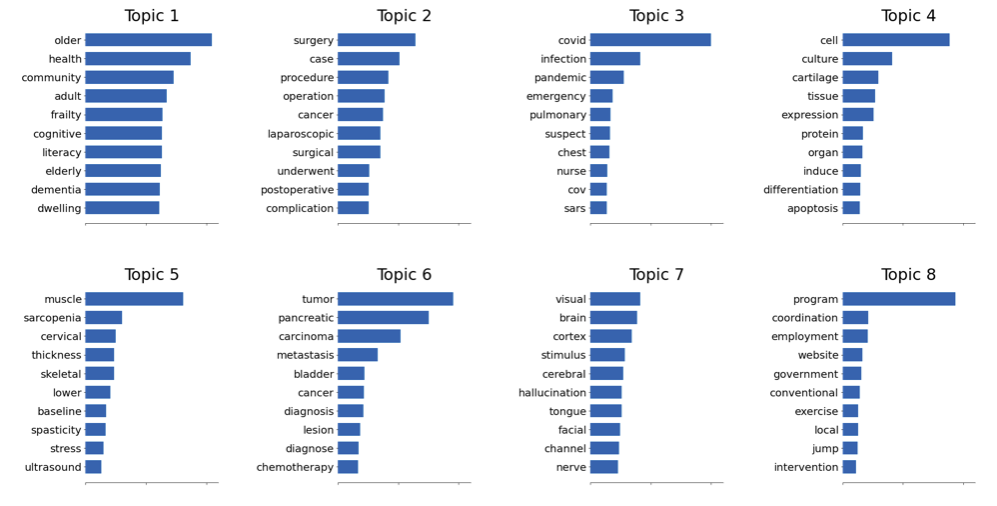 Topic 1
older
health
community
adult
frailty
cognitive
literacy
elderly
dementia
dwelling
Topic 2
surgery
case
procedure
operation
cancer
laparoscopic
surgical
underwent
postoperative
complication
Topic 3
covid
infection
pandemic
emergency
pulmonary
suspect
chest
nurse
cov
sars
Topic 4
cell
culture
cartilage
tissue
expression
protein
organ
induce
differentiation
apoptosis
Topic 5
muscle
sarcopenia
cervical
thickness
skeletal
lower
baseline
spasticity
stress
ultrasound
Topic 6
tumor
pancreatic
carcinoma
metastasis
bladder
cancer
diagnosis
lesion
diagnose
chemotherapy
Topic 7
visual
brain
cortex
stimulus
cerebral
hallucination
tongue
facial
channel
nerve
Topic 8
program
coordination
employment
website
government
conventional
exercise
local
jump
intervention